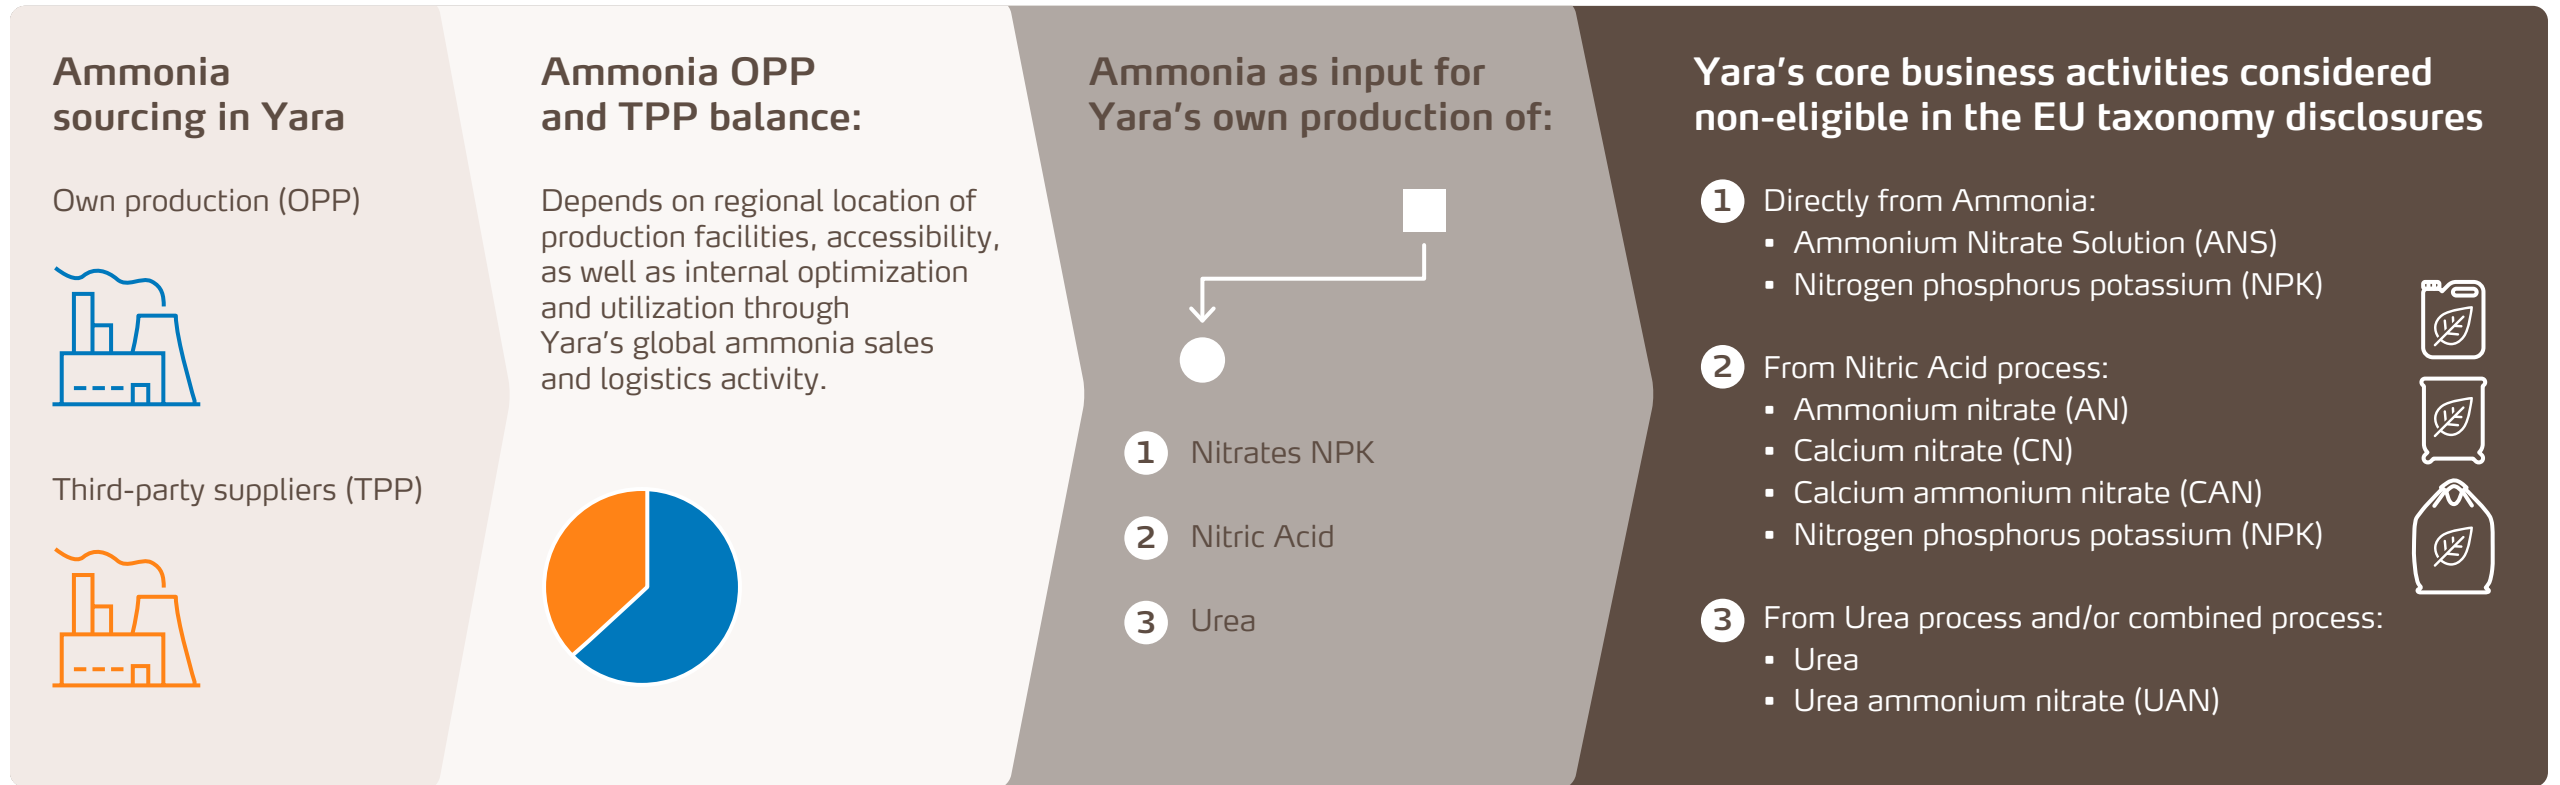 Ammonia
sourcing in Yara
Own production (OPP)
Third-party suppliers (TPP)
Ammonia OPP
and TPP balance:
Depends on regional location of
production facilities, accessibility,
as well as internal optimization
and utilization through
Yara's global ammonia sales
and logistics activity.
Ammonia as input for
Yara's own production of:
1 Nitrates NPK
2 Nitric Acid
3 Urea
Yara's core business activities considered
non-eligible in the EU taxonomy disclosures
1 Directly from Ammonia:
▪ Ammonium Nitrate Solution (ANS)
▪ Nitrogen phosphorus potassium (NPK)
2 From Nitric Acid process:
▪ Ammonium nitrate (AN)
▪ Calcium nitrate (CN)
▪ Calcium ammonium nitrate (CAN)
▪ Nitrogen phosphorus potassium (NPK)
3 From Urea process and/or combined process:
▪ Urea
▪ Urea ammonium nitrate (UAN)